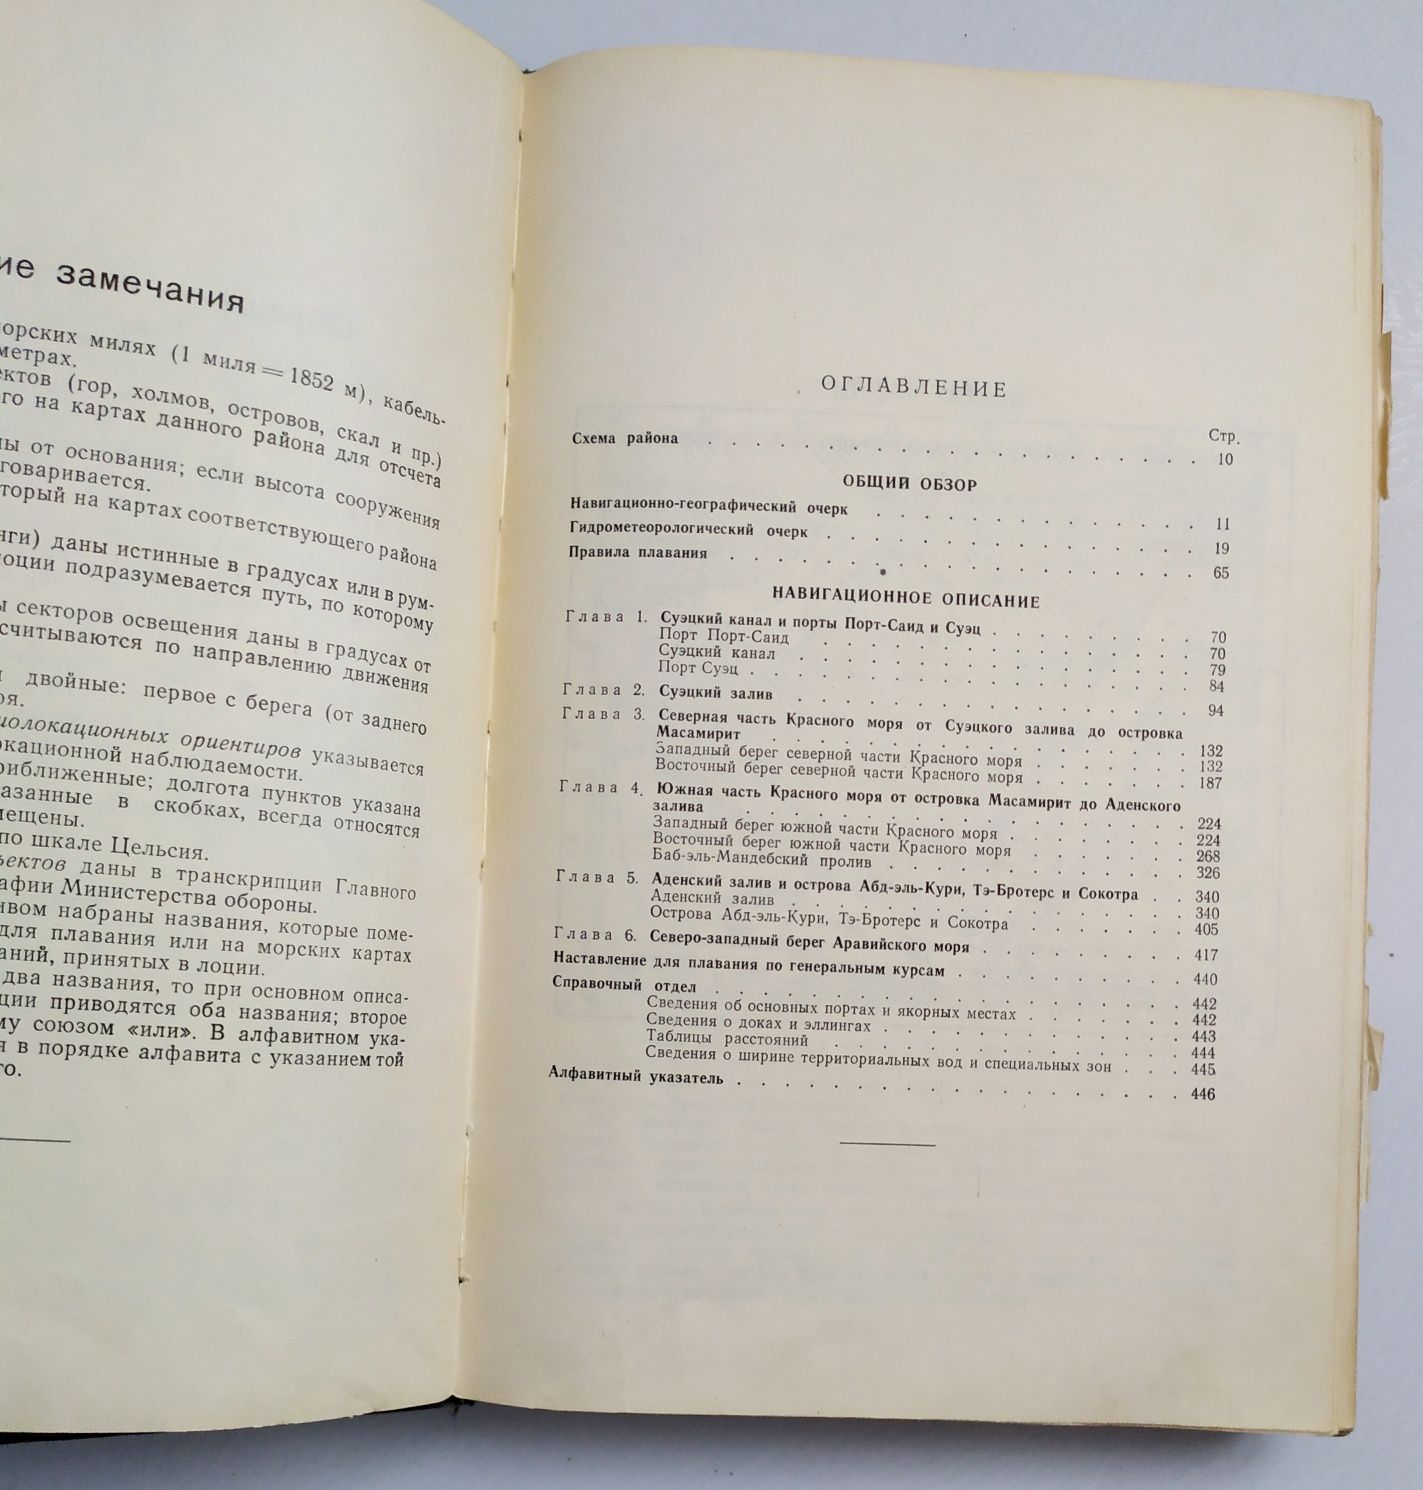 ие замечания
орских милях (1 миля = 1852 м), кабель-
метрах.
ектов (гор, холмов, островов, скал и пр.)
го на картах данного района для отсчета
ны от основания; если высота сооружения
говаривается.
торый на картах соответствующего района
нги) даны истинные в градусах или в рум-
лоции подразумевается путь, по которому
ы секторов освещения даны в градусах от
считываются по направлению движения
двойные: первое с берега (от заднего
ря.
иолокационных ориентиров указывается
окационной наблюдаемости.
риближенные; долгота пунктов указана
азанные в скобках, всегда относятся
мещены.
по шкале Цельсия.
ъектов даны в транскрипции Главного
афии Министерства обороны.
ивом набраны названия, которые поме-
для плавания или на морских картах
аний, принятых в лоции.
два названия, то при основном описа-
ции приводятся оба названия; второе
му союзом «или». В алфавитном ука-
я в порядке алфавита с указанием той
го.
ОГЛАВЛЕНИЕ
Стр.
Схема района . . . 10
ОБЩИЙ ОБЗОР
Навигационно-географический очерк . . . 11
Гидрометеорологический очерк . . . 19
Правила плавания . . . 65
НАВИГАЦИОННОЕ ОПИСАНИЕ
Глава 1. Суэцкий канал и порты Порт-Саид и Суэц . . . 70
Порт Порт-Саид . . . 70
Суэцкий канал . . . 79
Порт Суэц . . . 84
Глава 2. Суэцкий залив . . . 94
Глава 3. Северная часть Красного моря от Суэцкого залива до островка
Масамирит . . . 132
Западный берег северной части Красного моря . . . 132
Восточный берег северной части Красного моря . . . 187
Глава 4. Южная часть Красного моря от островка Масамирит до Аденского
залива . . . 224
Западный берег южной части Красного моря . . . 224
Восточный берег южной части Красного моря . . . 268
Баб-эль-Мандебский пролив . . . 326
Глава 5. Аденский залив и острова Абд-эль-Кури, Тэ-Бротерс и Сокотра . . 340
Аденский залив . . . 340
Острова Абд-эль-Кури, Тэ-Бротерс и Сокотра . . . 405
Глава 6. Северо-западный берег Аравийского моря . . . 417
Наставление для плавания по генеральным курсам . . . 440
Справочный отдел . . . 442
Сведения об основных портах и якорных местах . . . 442
Сведения о доках и эллингах . . . 443
Таблицы расстояний . . . 444
Сведения о ширине территориальных вод и специальных зон . . . 445
Алфавитный указатель . . . 446